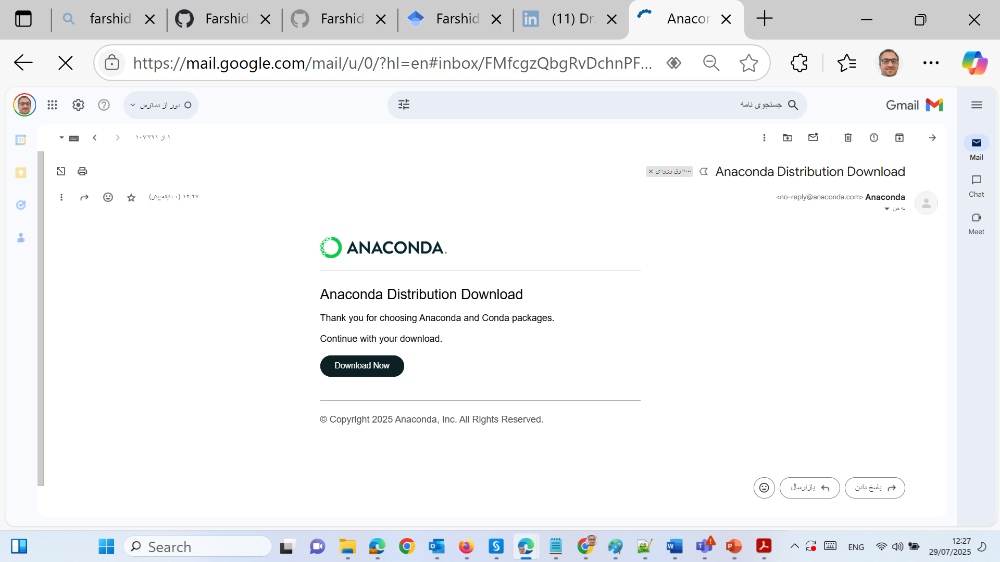 farshid
Farshid
Farshid
Farshid
(11) Dr.
Anacor
https://mail.google.com/mail/u/0/?hl=en#inbox/FMfcgzQbgRvDchnPF...
دور از دسترس
جستجوی نامه
Gmail
31
۱ از ۱۰۷٬۳۲۱
Mail
Anaconda Distribution Download
صندوق ورودی
۱۲:۲۷ (۰ دقیقه پیش)
Anaconda <no-reply@anaconda.com>
به من
Chat
Meet
ANACONDA.
Anaconda Distribution Download
Thank you for choosing Anaconda and Conda packages.
Continue with your download.
Download Now
© Copyright 2025 Anaconda, Inc. All Rights Reserved.
پاسخ دادن
بازارسال
Search
ENG
12:27
29/07/2025